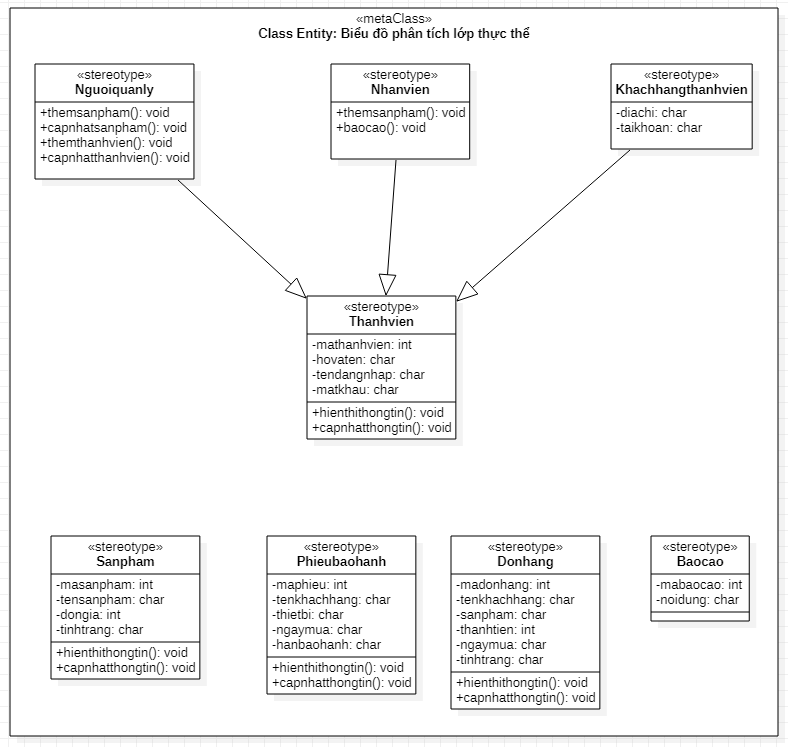 «metaClass»
Class Entity: Biểu đồ phân tích lớp thực thể
«stereotype»
Nguoiquanly
+themsanpham(): void
+capnhatsanpham(): void
+themthanhvien(): void
+capnhatthanhvien(): void
«stereotype»
Nhanvien
+themsanpham(): void
+baocao(): void
«stereotype»
Khachhangthanhvien
-diachi: char
-taikhoan: char
«stereotype»
Thanhvien
-mathanhvien: int
-hovaten: char
-tendangnhap: char
-matkhau: char
+hienthithongtin(): void
+capnhatthongtin(): void
«stereotype»
Sanpham
-masanpham: int
-tensanpham: char
-dongia: int
-tinhtrang: char
+hienthithongtin(): void
+capnhatthongtin(): void
«stereotype»
Phieubaohanh
-maphieu: int
-tenkhachhang: char
-thietbi: char
-ngaymua: char
-hanbaohanh: char
+hienthithongtin(): void
+capnhatthongtin(): void
«stereotype»
Donhang
-madonhang: int
-tenkhachhang: char
-sanpham: char
-thanhtien: int
-ngaymua: char
-tinhtrang: char
+hienthithongtin(): void
+capnhatthongtin(): void
«stereotype»
Baocao
-mabaocao: int
-noidung: char